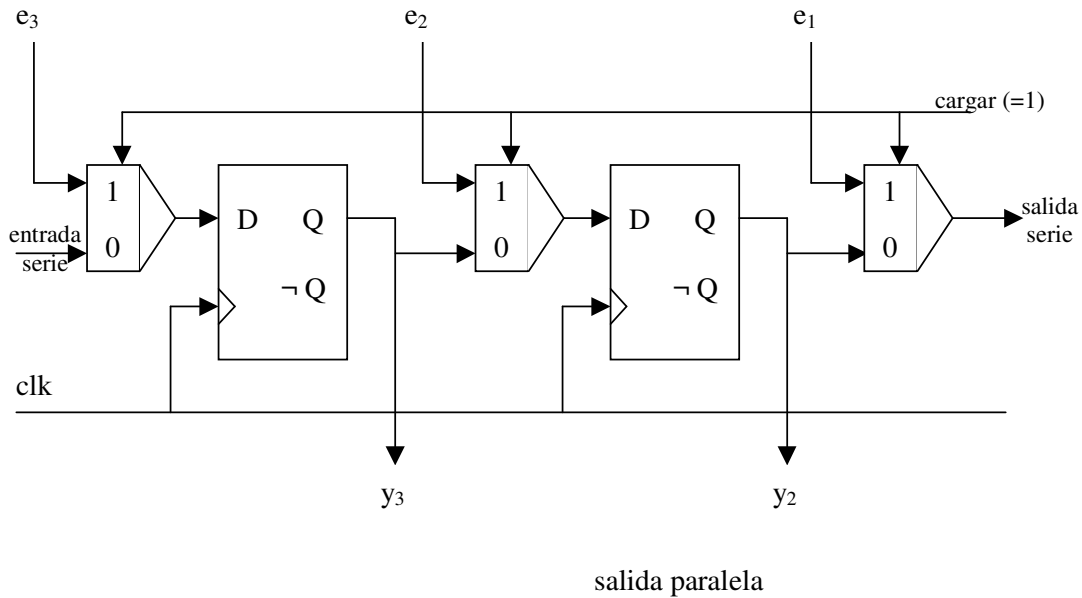 e₃ e₂ e₁
cargar (=1)
1 1 1
D Q D Q
entrada
serie
0 0 0
salida
serie
¬ Q ¬ Q
clk
y₃ y₂
salida paralela